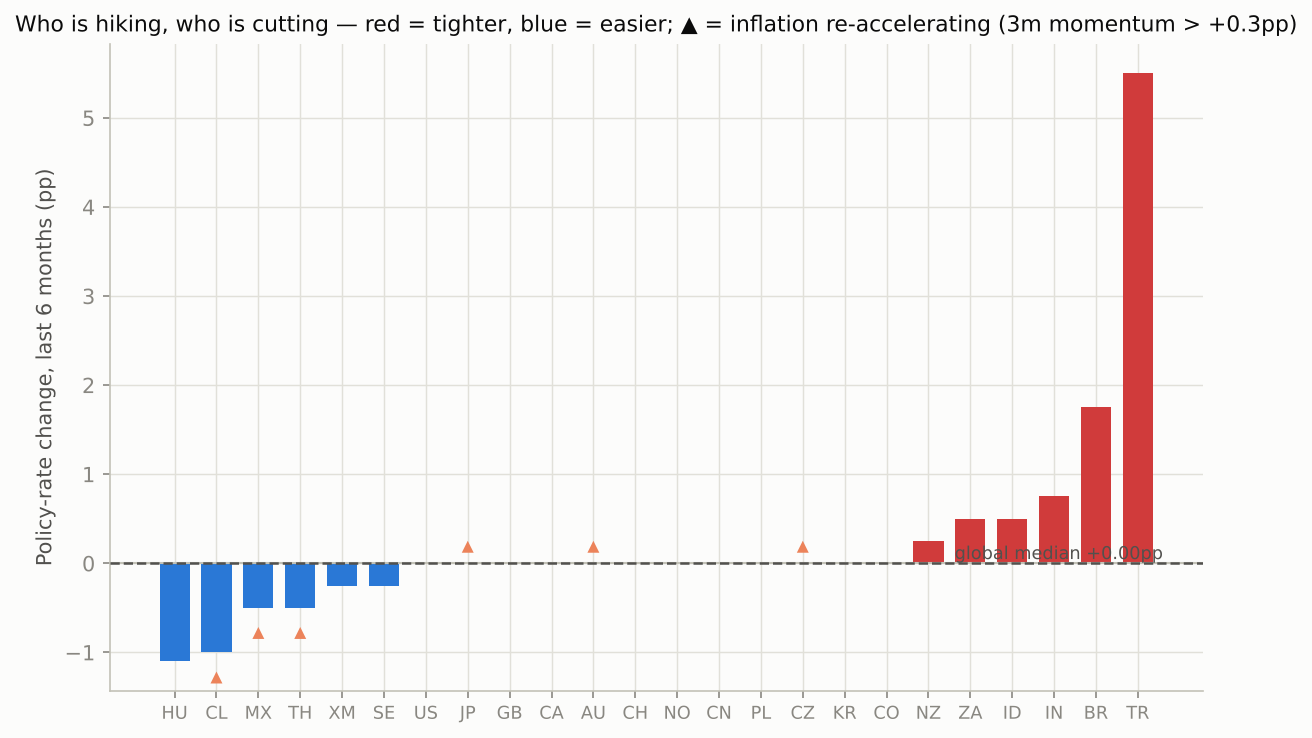 Who is hiking, who is cutting — red = tighter, blue = easier; ▲ = inflation re-accelerating (3m momentum > +0.3pp)
Policy-rate change, last 6 months (pp)
5
4
3
2
1
0
−1
global median +0.00pp
HU CL MX TH XM SE US JP GB CA AU CH NO CN PL CZ KR CO NZ ZA ID IN BR TR